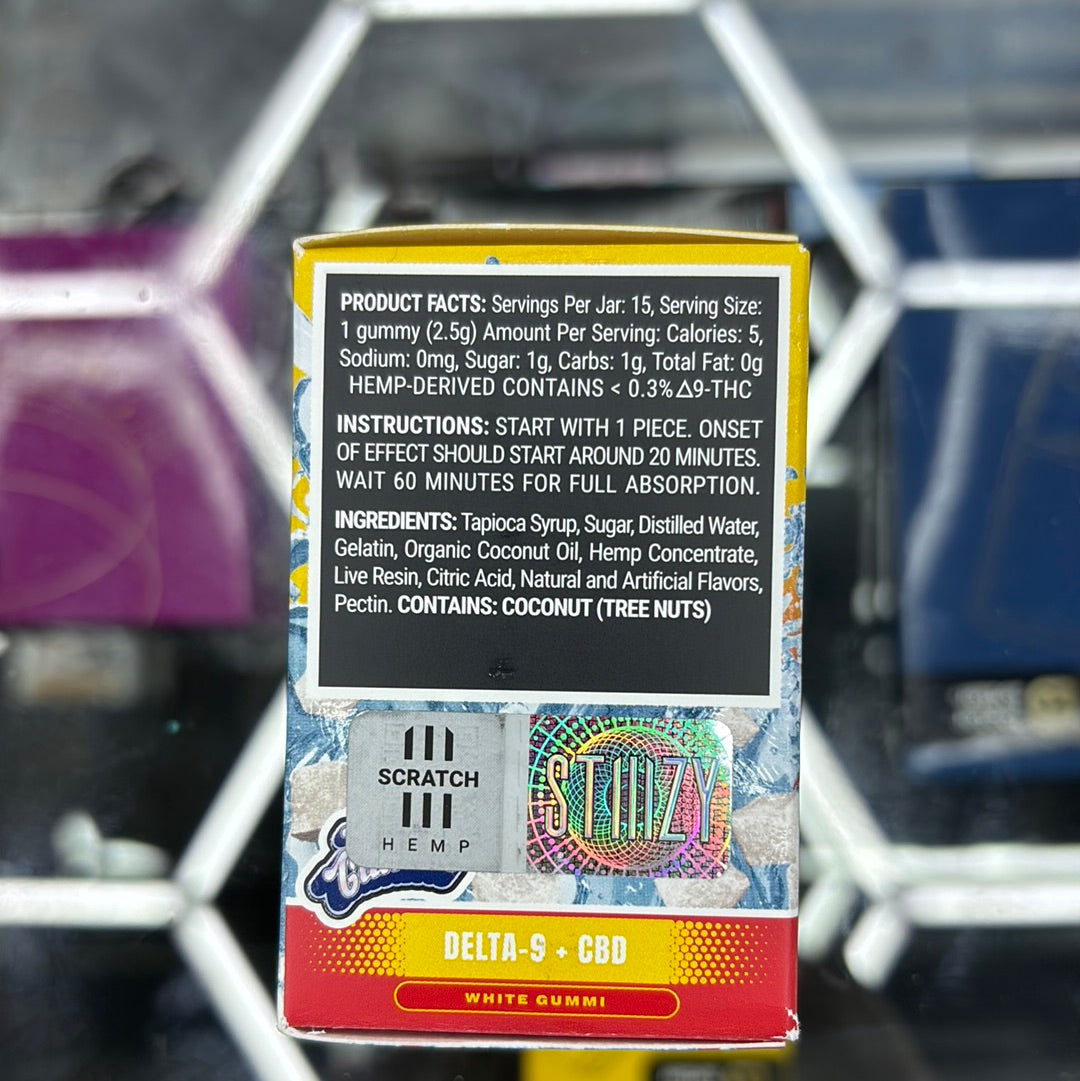 PRODUCT FACTS: Servings Per Jar: 15, Serving Size:
1 gummy (2.5g) Amount Per Serving: Calories: 5,
Sodium: 0mg, Sugar: 1g, Carbs: 1g, Total Fat: 0g
HEMP-DERIVED CONTAINS < 0.3% Δ9-THC
INSTRUCTIONS: START WITH 1 PIECE. ONSET
OF EFFECT SHOULD START AROUND 20 MINUTES.
WAIT 60 MINUTES FOR FULL ABSORPTION.
INGREDIENTS: Tapioca Syrup, Sugar, Distilled Water,
Gelatin, Organic Coconut Oil, Hemp Concentrate,
Live Resin, Citric Acid, Natural and Artificial Flavors,
Pectin. CONTAINS: COCONUT (TREE NUTS)
SCRATCH
HEMP
STIIIZY
DELTA-9 + CBD
WHITE GUMMI